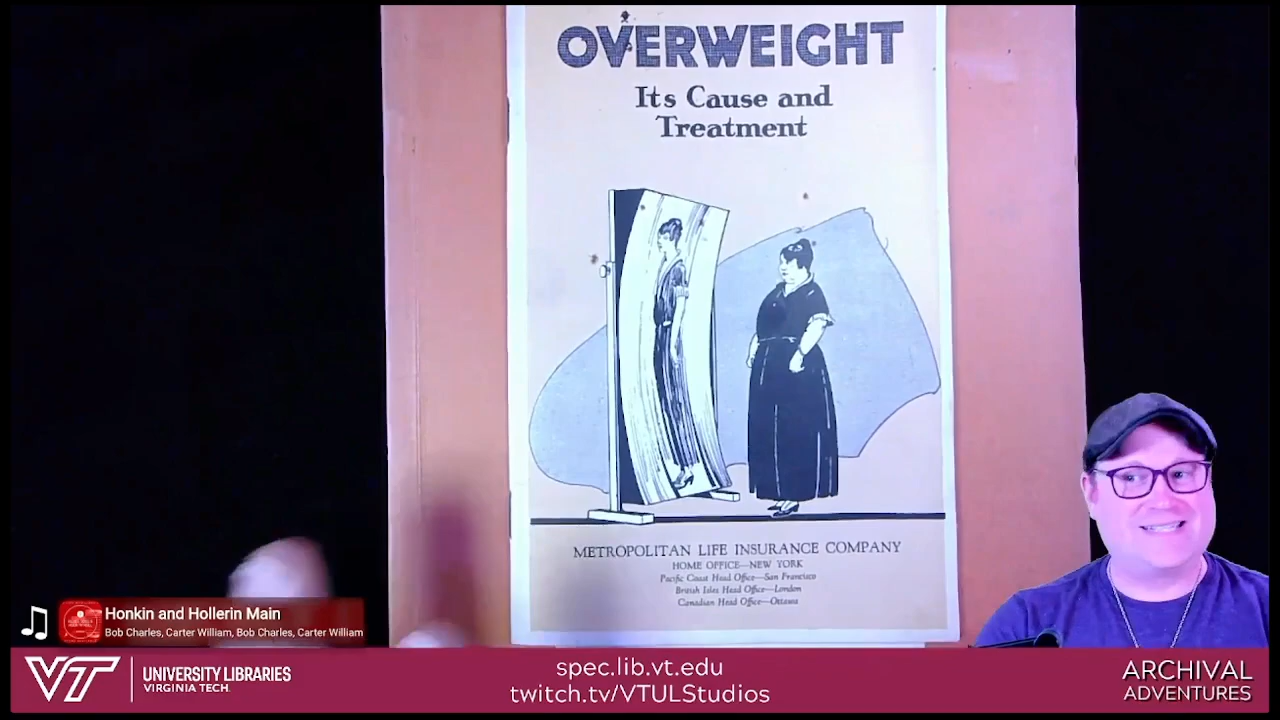 OVERWEIGHT
Its Cause and
Treatment
METROPOLITAN LIFE INSURANCE COMPANY
HOME OFFICE—NEW YORK
Pacific Coast Head Office—San Francisco
British Isles Head Office—London
Canadian Head Office—Ottawa
Honkin and Hollerin Main
Bob Charles, Carter William, Bob Charles, Carter William
VT UNIVERSITY LIBRARIES
VIRGINIA TECH.
spec.lib.vt.edu
twitch.tv/VTULStudios
ARCHIVAL
ADVENTURES